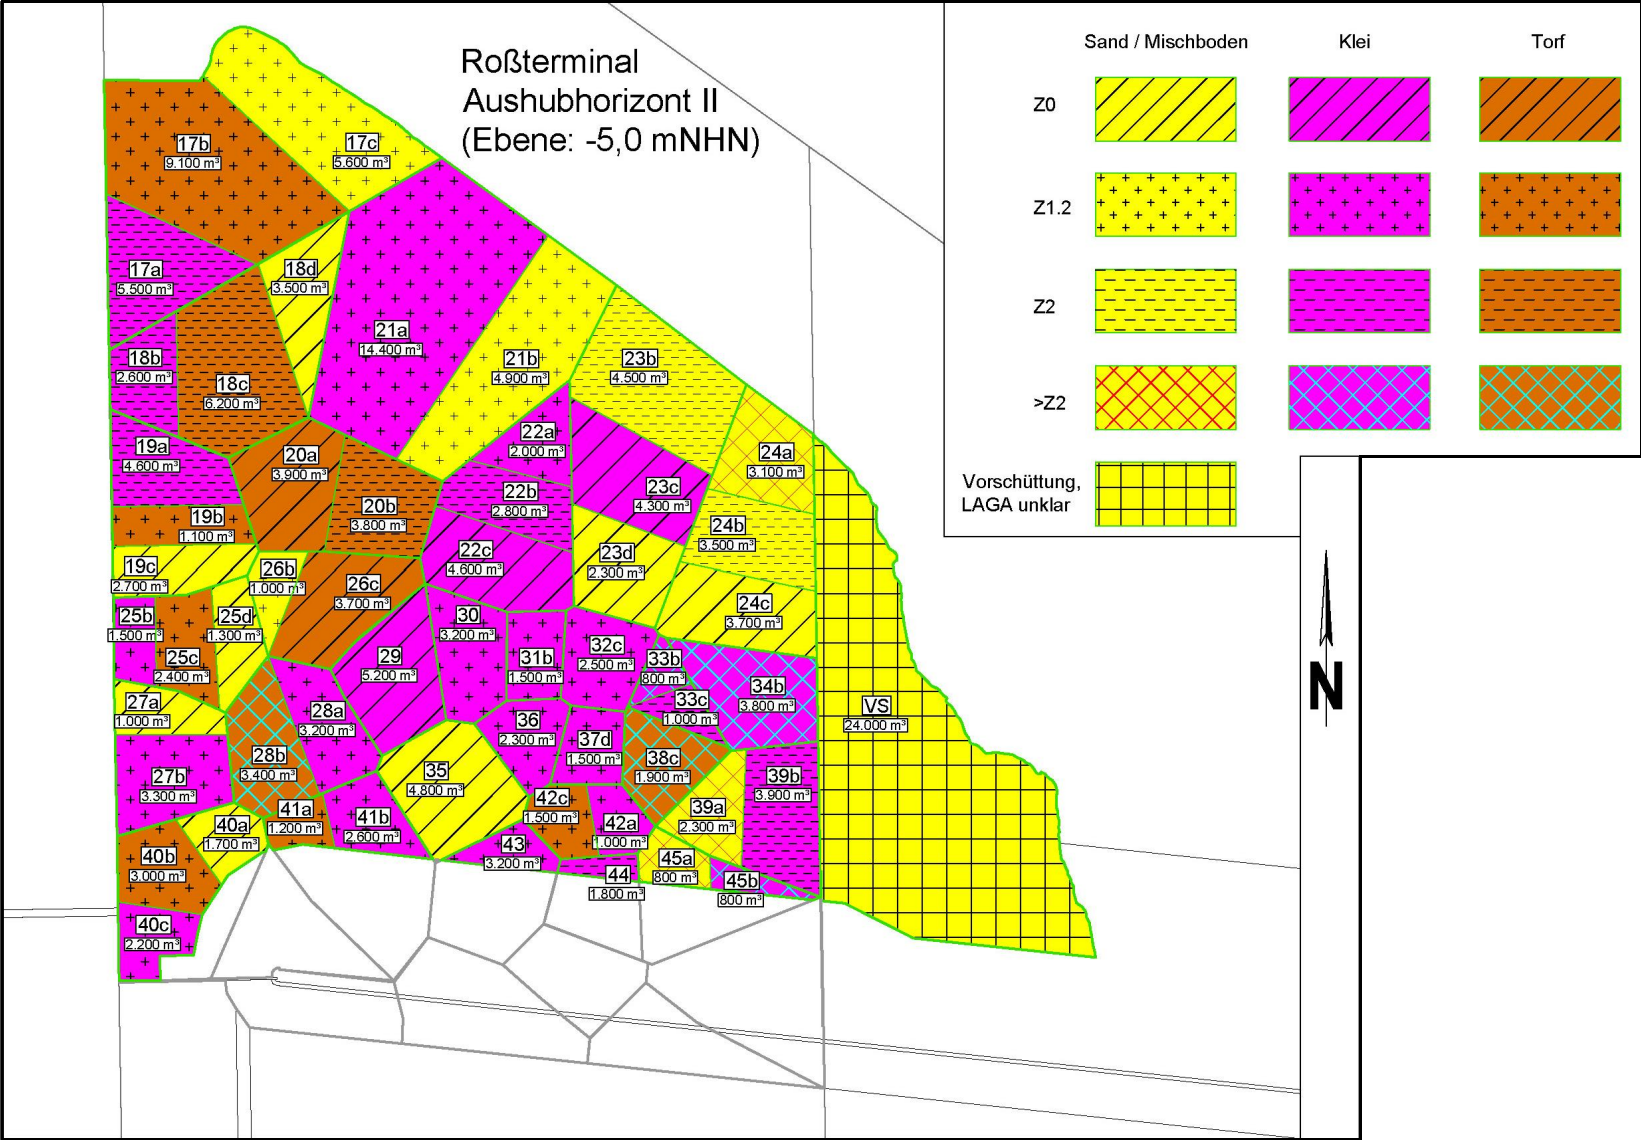 Roßterminal
Aushubhorizont II
(Ebene: -5,0 mNHN)
Sand / Mischboden
Klei
Torf
Z0
Z1.2
Z2
>Z2
Vorschüttung,
LAGA unklar
N
17b
9.100 m³
17c
5.600 m³
17a
5.500 m³
18d
3.500 m³
21a
14.400 m³
18b
2.600 m³
18c
6.200 m³
21b
4.900 m³
23b
4.500 m³
19a
4.600 m³
20a
3.900 m³
22a
2.000 m³
24a
3.100 m³
20b
3.800 m³
22b
2.800 m³
23c
4.300 m³
19b
1.100 m³
24b
3.500 m³
19c
2.700 m³
26b
1.000 m³
26c
3.700 m³
22c
4.600 m³
23d
2.300 m³
24c
3.700 m³
25b
1.500 m³
25d
1.300 m³
30
3.200 m³
25c
2.400 m³
29
5.200 m³
31b
1.500 m³
32c
2.500 m³
33b
800 m³
34b
3.800 m³
27a
1.000 m³
28a
3.200 m³
33c
1.000 m³
VS
24.000 m³
36
2.300 m³
37d
1.500 m³
27b
3.300 m³
28b
3.400 m³
35
4.800 m³
38c
1.900 m³
39b
3.900 m³
40a
1.700 m³
41a
1.200 m³
41b
2.600 m³
42c
1.500 m³
42a
1.000 m³
39a
2.300 m³
40b
3.000 m³
43
3.200 m³
44
1.800 m³
45a
800 m³
45b
800 m³
40c
2.200 m³